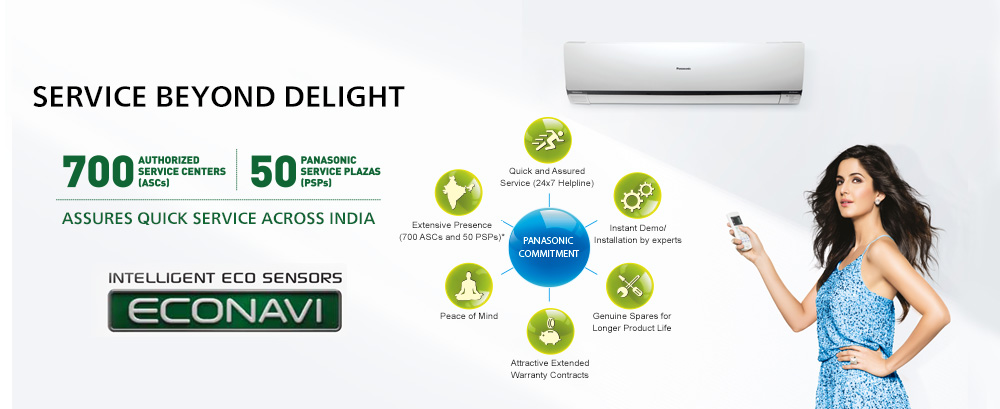 SERVICE BEYOND DELIGHT
700 AUTHORIZED
SERVICE CENTERS
(ASCs)
50 PANASONIC
SERVICE PLAZAS
(PSPs)
ASSURES QUICK SERVICE ACROSS INDIA
INTELLIGENT ECO SENSORS
ECONAVI
Panasonic
Quick and Assured
Service (24x7 Helpline)
Extensive Presence
(700 ASCs and 50 PSPs)*
Instant Demo/
Installation by experts
PANASONIC
COMMITMENT
Peace of Mind
Genuine Spares for
Longer Product Life
Attractive Extended
Warranty Contracts